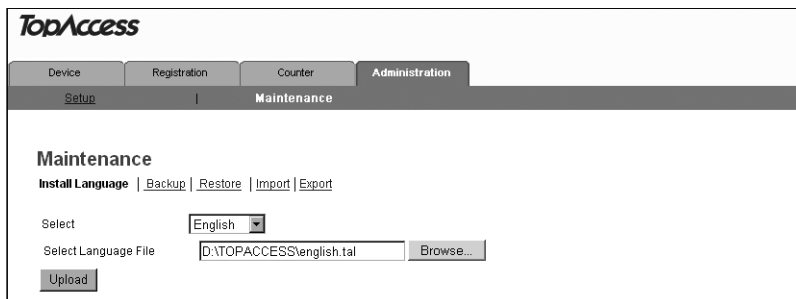 TopAccess
Device Registration Counter Administration
Setup | Maintenance
Maintenance
Install Language | Backup | Restore | Import | Export
Select English
Select Language File D:\TOPACCESS\english.tal Browse...
Upload